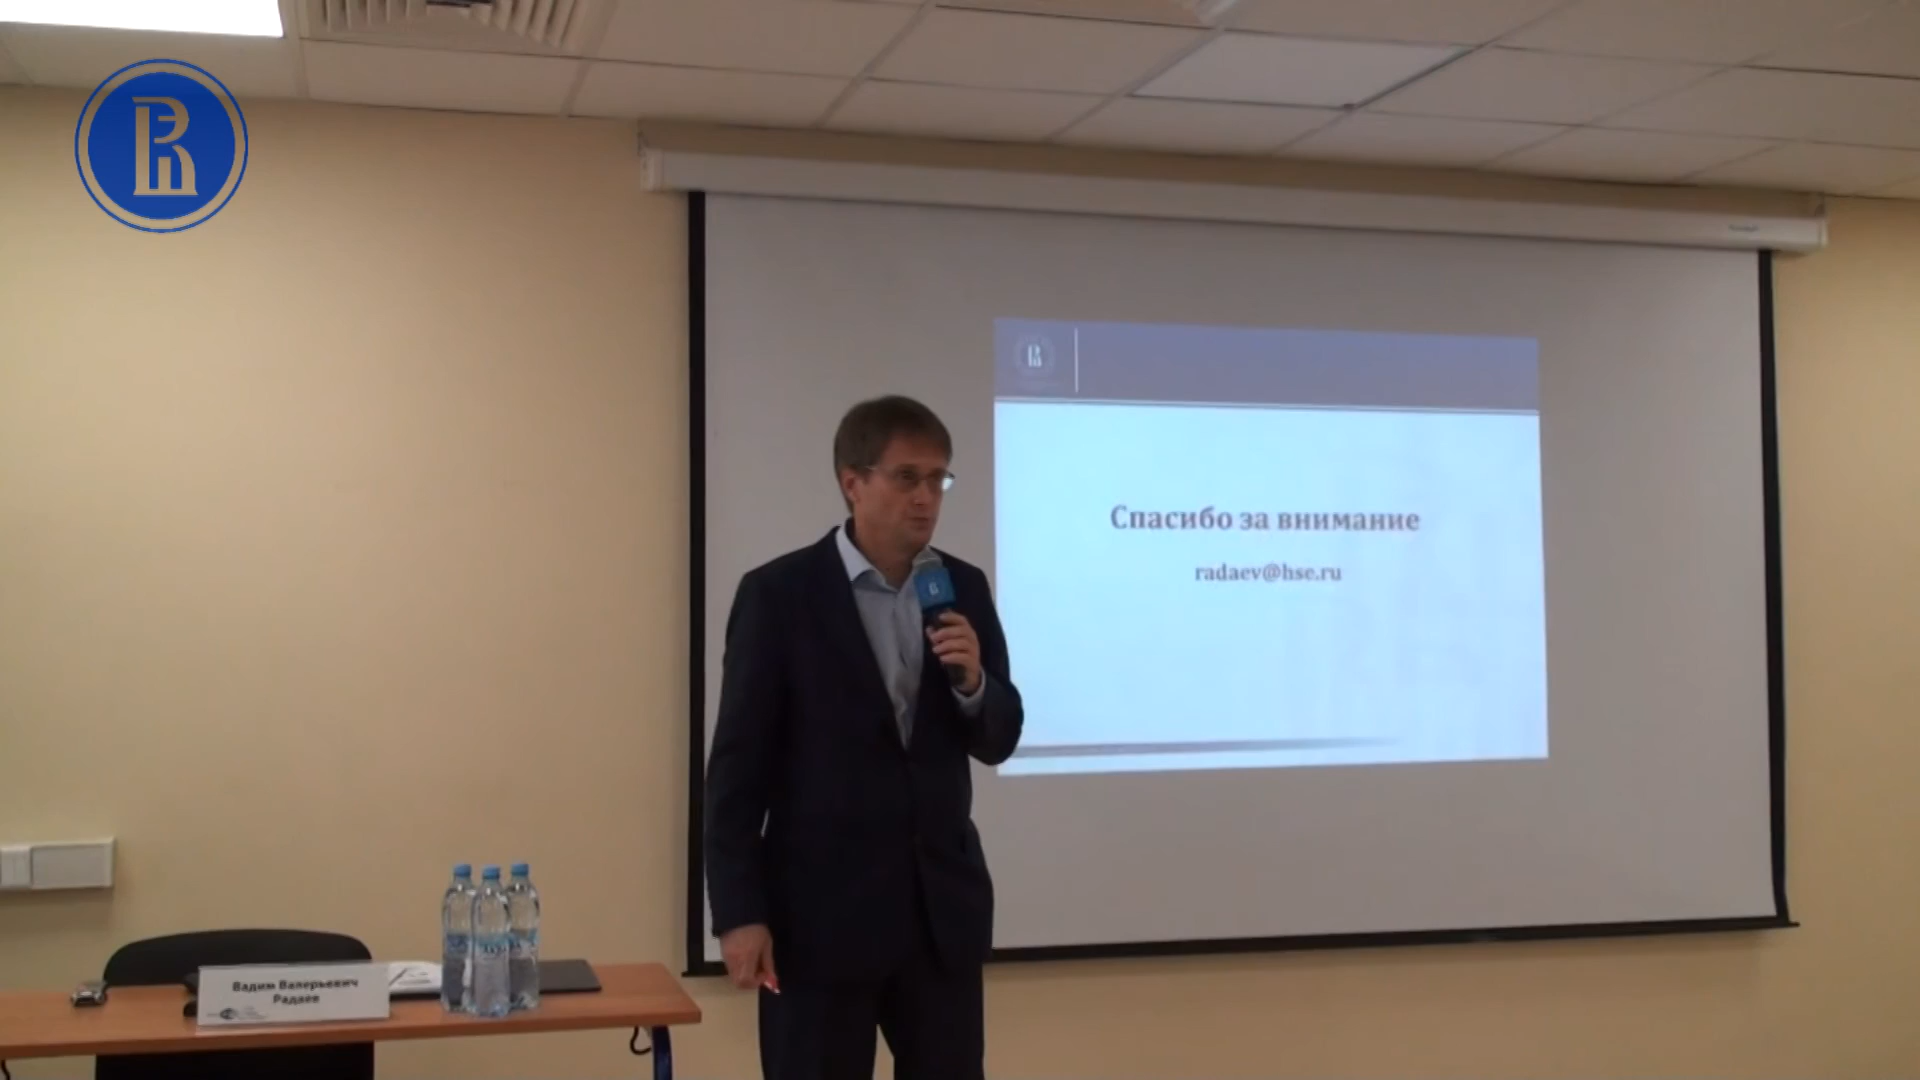 Спасибо за внимание
radaev@hse.ru
Вадим Валерьевич
Радаев